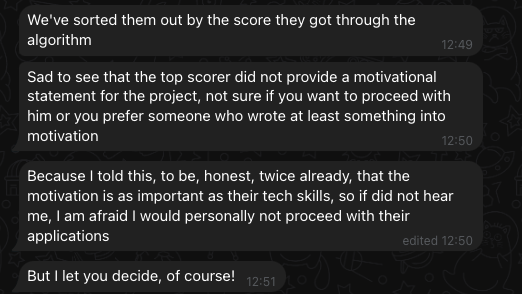 We've sorted them out by the score they got through the
algorithm
12:49
Sad to see that the top scorer did not provide a motivational
statement for the project, not sure if you want to proceed with
him or you prefer someone who wrote at least something into
motivation
12:50
Because I told this, to be, honest, twice already, that the
motivation is as important as their tech skills, so if did not hear
me, I am afraid I would personally not proceed with their
applications
edited 12:50
But I let you decide, of course! 12:51